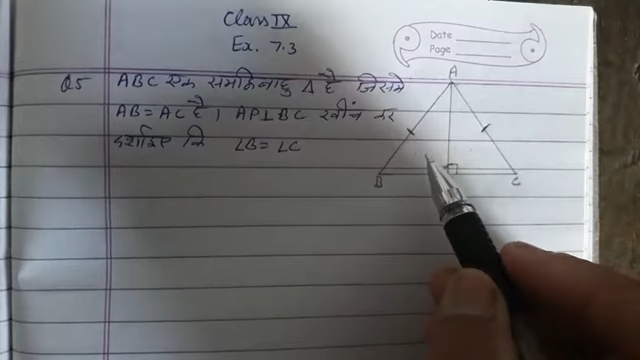 Class IX
Ex. 7.3
Date
Page
Q5 ABC एक समद्विबाहु Δ है जिसमें
AB = AC है। AP⊥BC खींच कर
दर्शाइए कि ∠B = ∠C
A
B
C